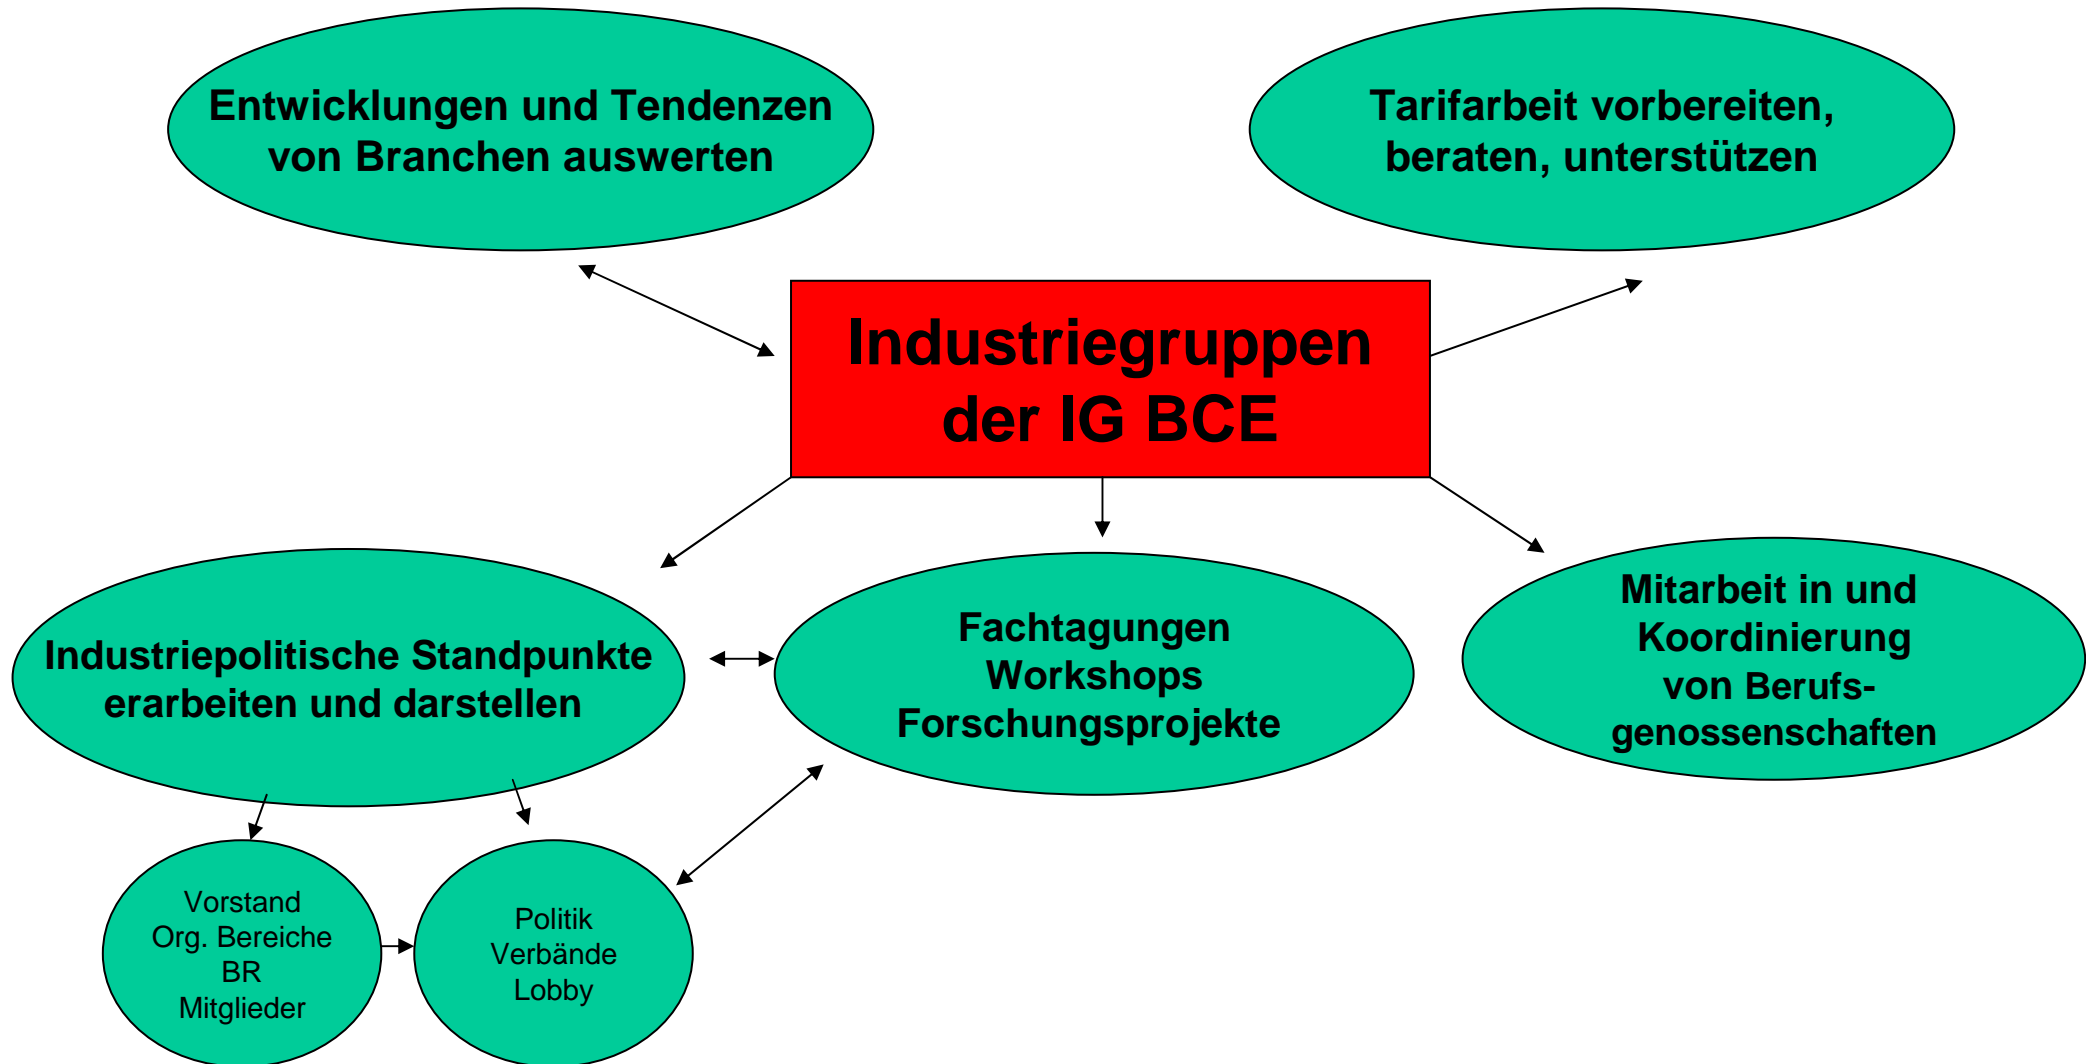 Entwicklungen und Tendenzen
von Branchen auswerten
Tarifarbeit vorbereiten,
beraten, unterstützen
Industriegruppen
der IG BCE
Industriepolitische Standpunkte
erarbeiten und darstellen
Fachtagungen
Workshops
Forschungsprojekte
Mitarbeit in und
Koordinierung
von Berufs-
genossenschaften
Vorstand
Org. Bereiche
BR
Mitglieder
Politik
Verbände
Lobby